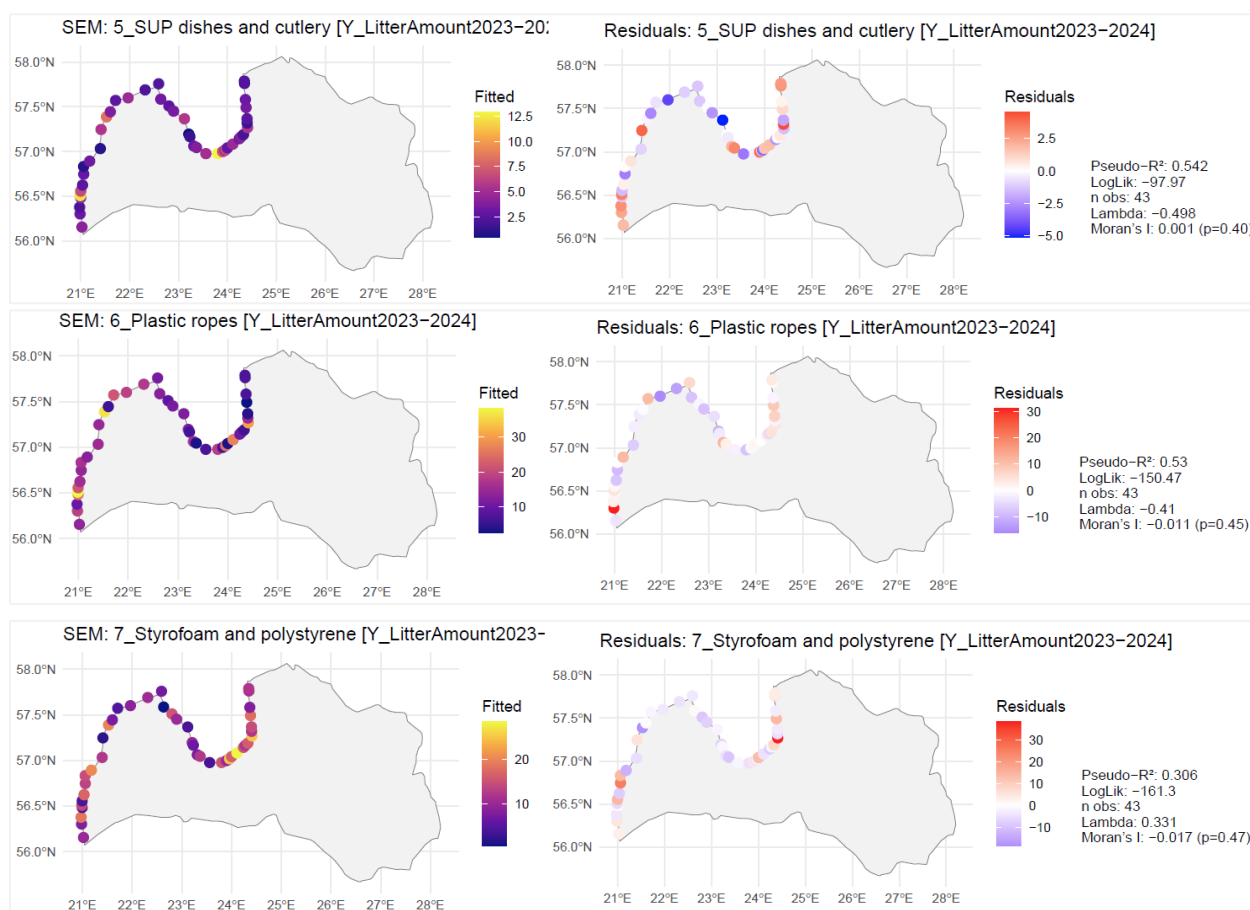 SEM: 5_SUP dishes and cutlery [Y_LitterAmount2023−202
58.0°N
57.5°N
57.0°N
56.5°N
56.0°N
21°E 22°E 23°E 24°E 25°E 26°E 27°E 28°E
Fitted
12.5
10.0
7.5
5.0
2.5
Residuals: 5_SUP dishes and cutlery [Y_LitterAmount2023−2024]
58.0°N
57.5°N
57.0°N
56.5°N
56.0°N
21°E 22°E 23°E 24°E 25°E 26°E 27°E 28°E
Residuals
2.5
0.0
−2.5
−5.0
Pseudo−R²: 0.542
LogLik: −97.97
n obs: 43
Lambda: −0.498
Moran's I: 0.001 (p=0.40)
SEM: 6_Plastic ropes [Y_LitterAmount2023−2024]
58.0°N
57.5°N
57.0°N
56.5°N
56.0°N
21°E 22°E 23°E 24°E 25°E 26°E 27°E 28°E
Fitted
30
20
10
Residuals: 6_Plastic ropes [Y_LitterAmount2023−2024]
58.0°N
57.5°N
57.0°N
56.5°N
56.0°N
21°E 22°E 23°E 24°E 25°E 26°E 27°E 28°E
Residuals
30
20
10
0
−10
Pseudo−R²: 0.53
LogLik: −150.47
n obs: 43
Lambda: −0.41
Moran's I: −0.011 (p=0.45)
SEM: 7_Styrofoam and polystyrene [Y_LitterAmount2023−
58.0°N
57.5°N
57.0°N
56.5°N
56.0°N
21°E 22°E 23°E 24°E 25°E 26°E 27°E 28°E
Fitted
20
10
Residuals: 7_Styrofoam and polystyrene [Y_LitterAmount2023−2024]
58.0°N
57.5°N
57.0°N
56.5°N
56.0°N
21°E 22°E 23°E 24°E 25°E 26°E 27°E 28°E
Residuals
30
20
10
0
−10
Pseudo−R²: 0.306
LogLik: −161.3
n obs: 43
Lambda: 0.331
Moran's I: −0.017 (p=0.47)